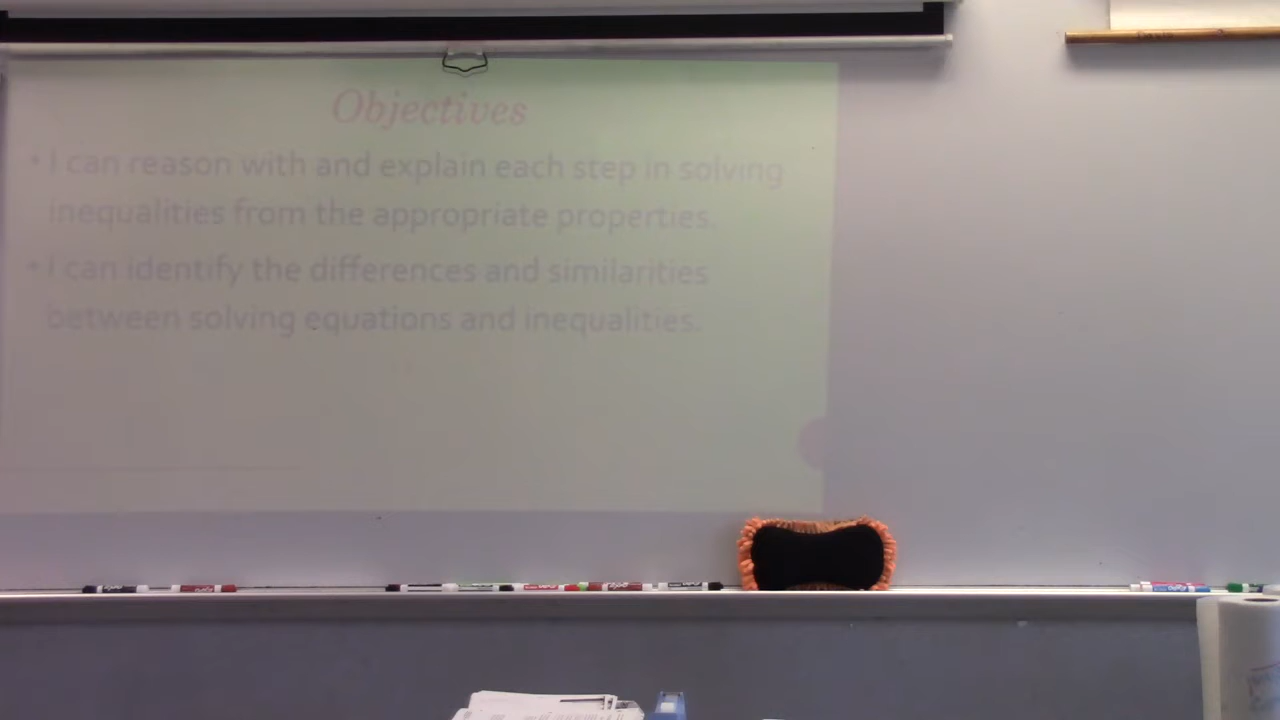 Objectives
• I can reason with and explain each step in solving
inequalities from the appropriate properties.
• I can identify the differences and similarities
between solving equations and inequalities.